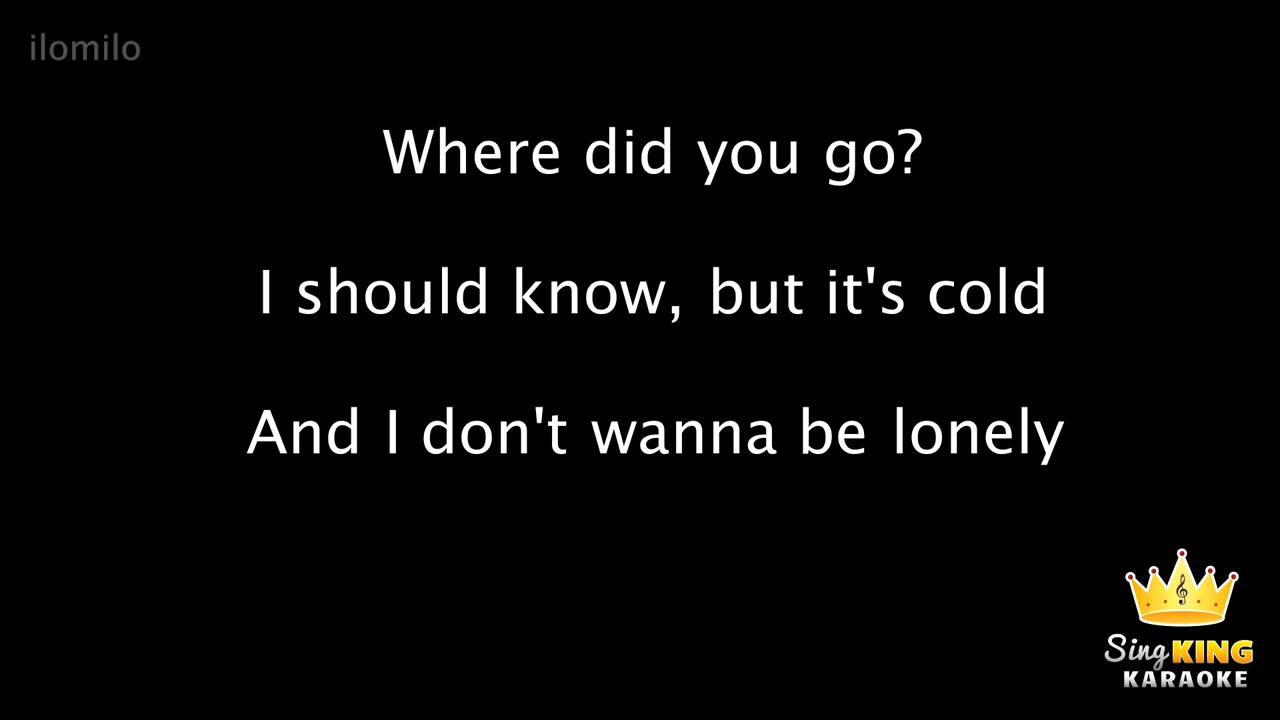 ilomilo
Where did you go?
I should know, but it's cold
And I don't wanna be lonely
Sing KING
KARAOKE